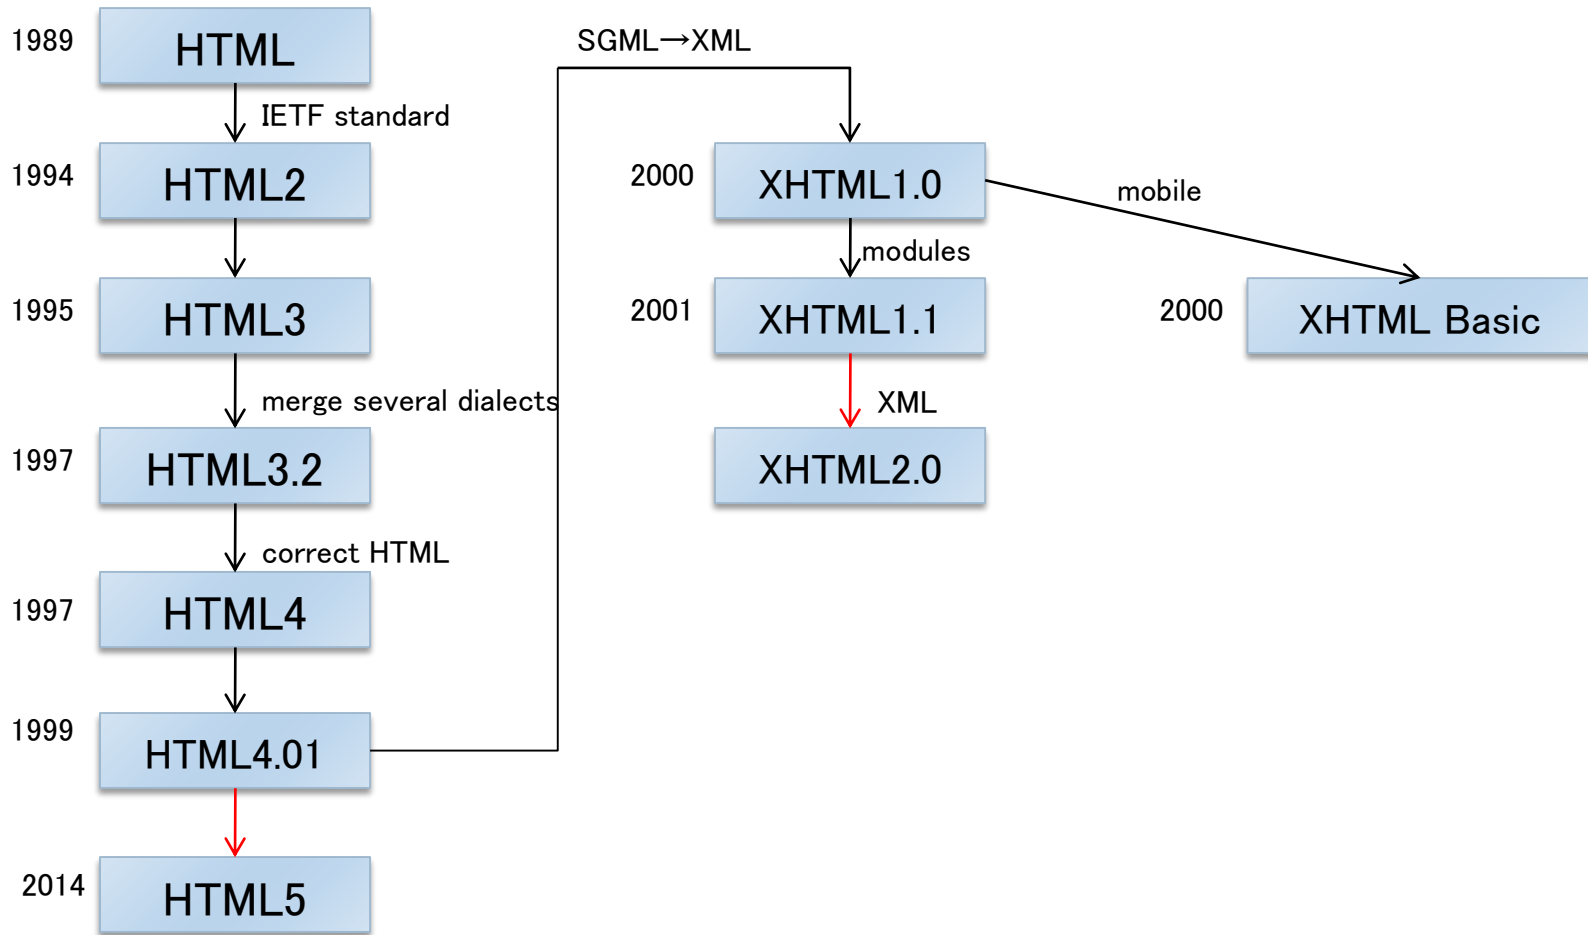 1989
HTML
IETF standard
1994
HTML2
1995
HTML3
merge several dialects
1997
HTML3.2
correct HTML
1997
HTML4
1999
HTML4.01
2014
HTML5
SGML→XML
2000
XHTML1.0
mobile
modules
2001
XHTML1.1
2000
XHTML Basic
XML
XHTML2.0